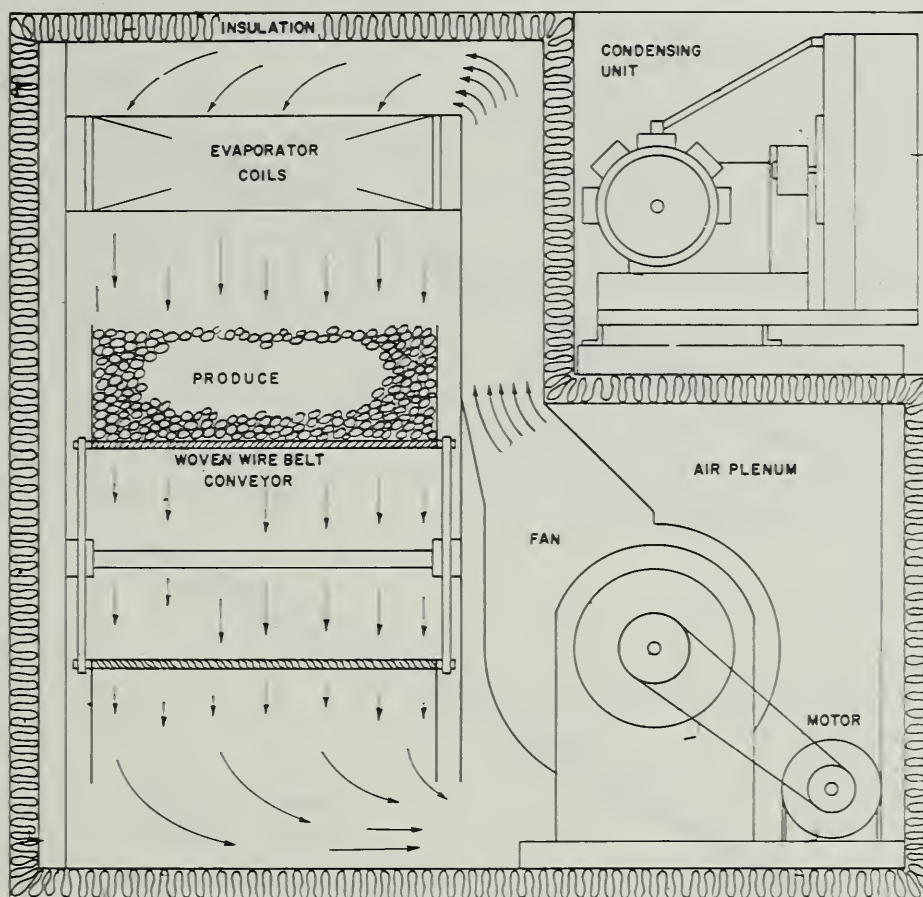 INSULATION
CONDENSING
UNIT
EVAPORATOR
COILS
PRODUCE
WOVEN WIRE BELT
CONVEYOR
AIR PLENUM
FAN
MOTOR